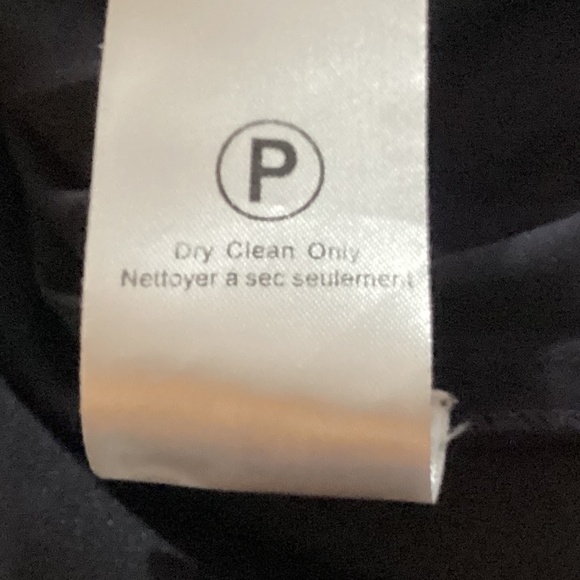 P
Dry Clean Only
Nettoyer a sec seulement